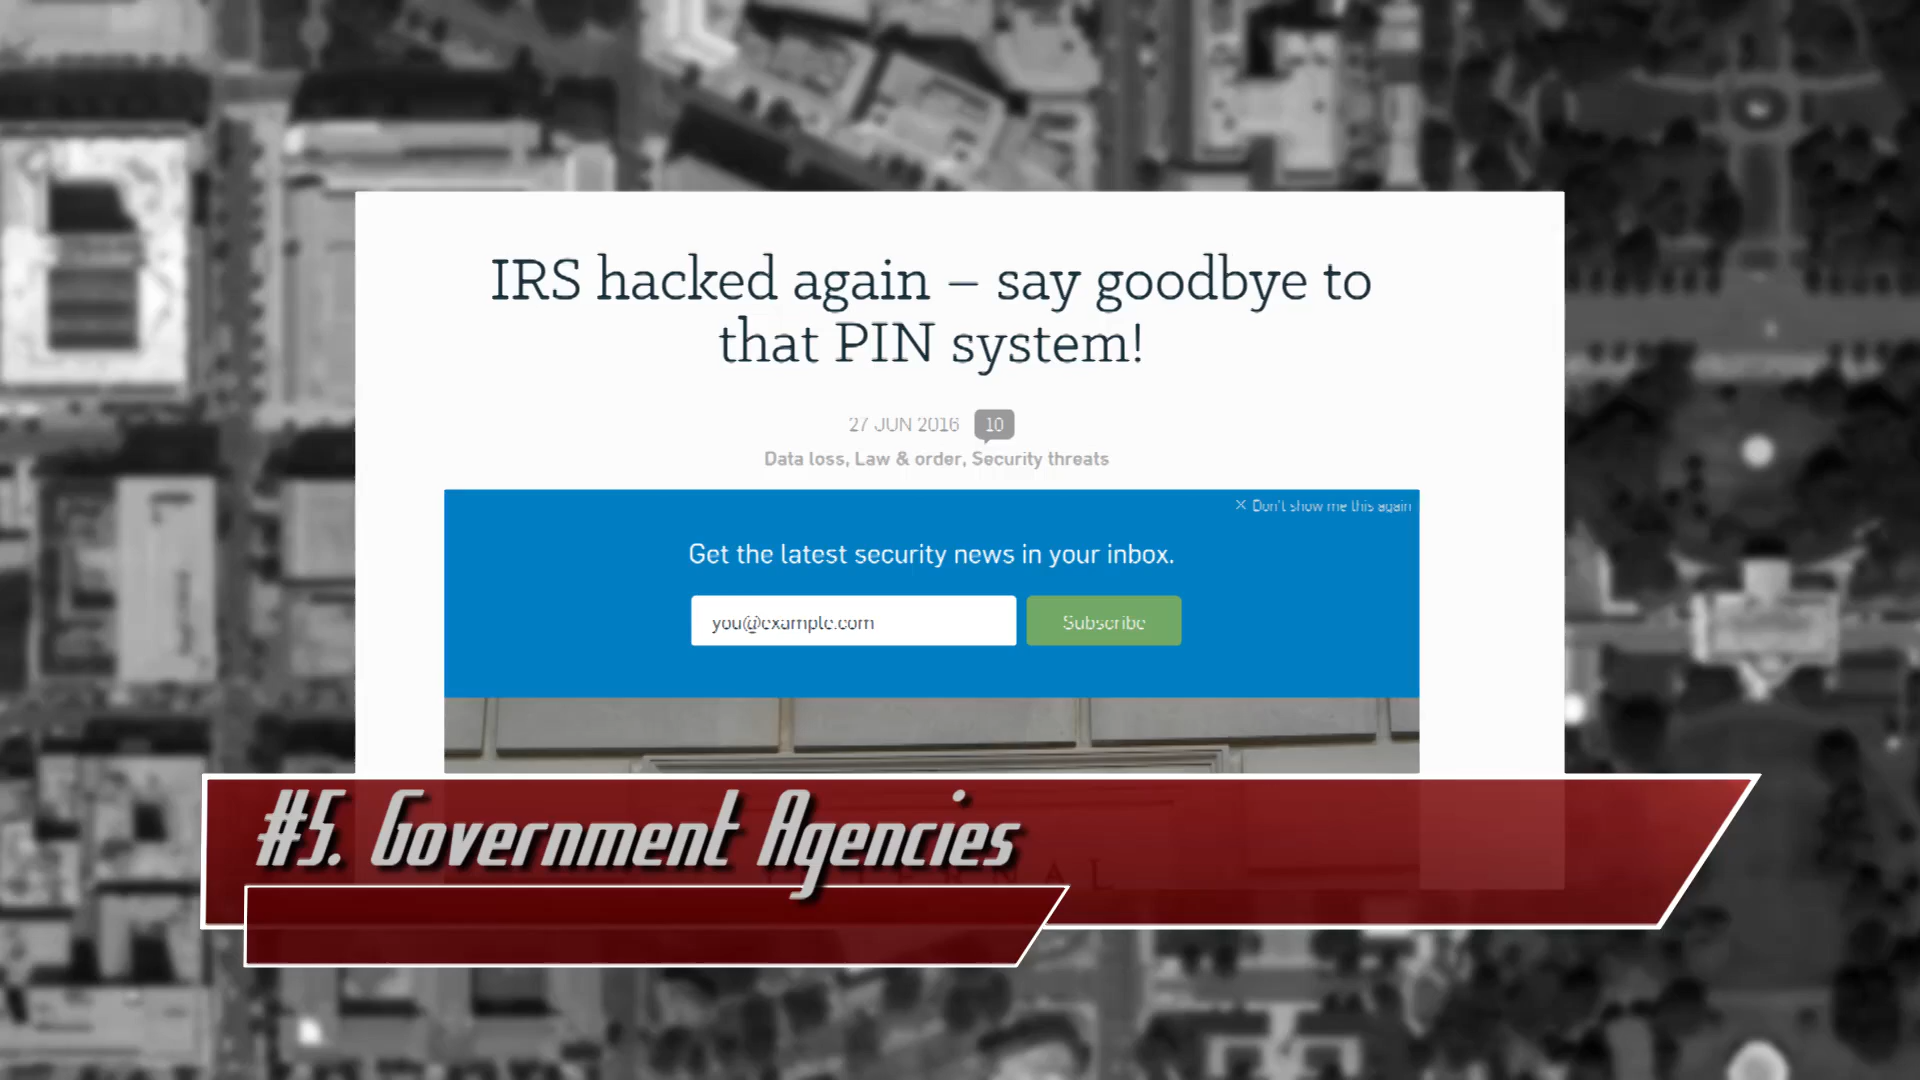 IRS hacked again – say goodbye to
that PIN system!
27 JUN 2016 10
Data loss, Law & order, Security threats
× Don't show me this again
Get the latest security news in your inbox.
you@example.com Subscribe
#5. Government Agencies